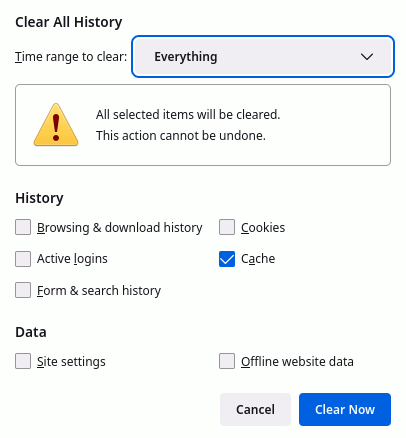 Clear All History
Time range to clear: Everything
All selected items will be cleared.
This action cannot be undone.
History
Browsing & download history Cookies
Active logins Cache
Form & search history
Data
Site settings Offline website data
Cancel Clear Now